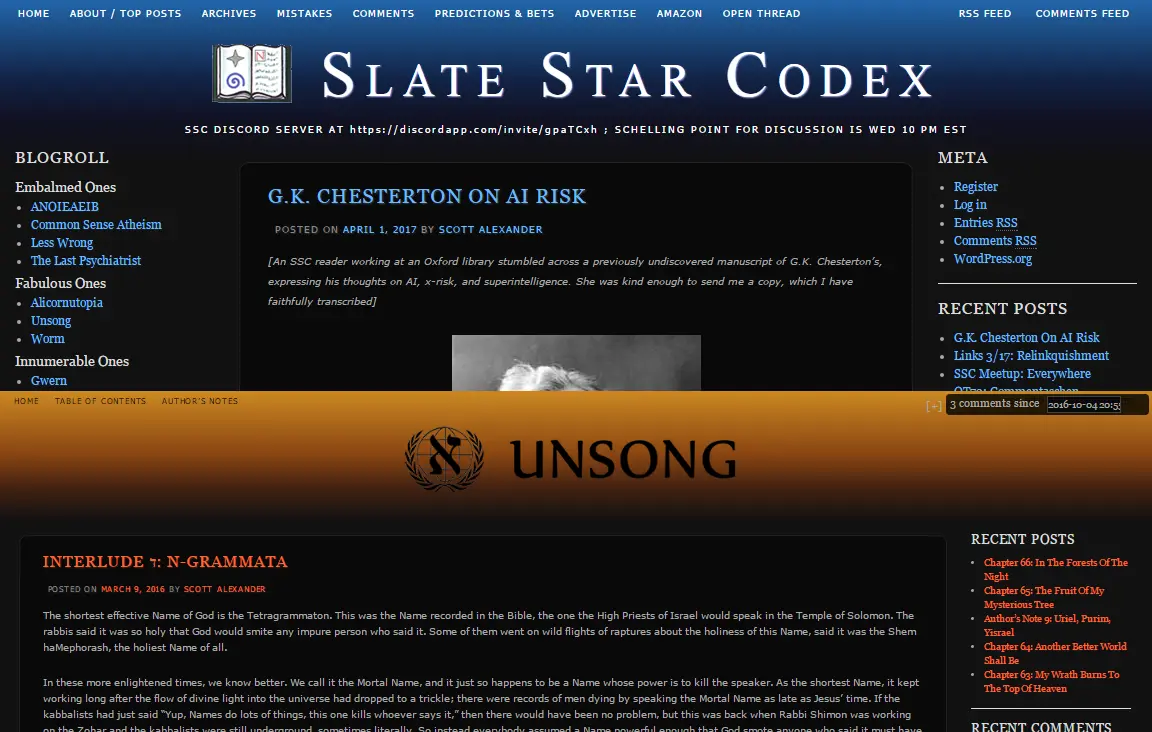 HOME ABOUT / TOP POSTS ARCHIVES MISTAKES COMMENTS PREDICTIONS & BETS ADVERTISE AMAZON OPEN THREAD RSS FEED COMMENTS FEED
SLATE STAR CODEX
SSC DISCORD SERVER AT https://discordapp.com/invite/gpaTCxh ; SCHELLING POINT FOR DISCUSSION IS WED 10 PM EST
BLOGROLL
Embalmed Ones
ANOIEAEIB
Common Sense Atheism
Less Wrong
The Last Psychiatrist
Fabulous Ones
Alicornutopia
Unsong
Worm
Innumerable Ones
Gwern
G.K. CHESTERTON ON AI RISK
POSTED ON APRIL 1, 2017 BY SCOTT ALEXANDER
[An SSC reader working at an Oxford library stumbled across a previously undiscovered manuscript of G.K. Chesterton's,
expressing his thoughts on AI, x-risk, and superintelligence. She was kind enough to send me a copy, which I have
faithfully transcribed]
META
Register
Log in
Entries RSS
Comments RSS
WordPress.org
RECENT POSTS
G.K. Chesterton On AI Risk
Links 3/17: Relinkquishment
SSC Meetup: Everywhere
HOME TABLE OF CONTENTS AUTHOR'S NOTES
[+] 3 comments since 2016-10-04 20:5
א UNSONG
INTERLUDE ד: N-GRAMMATA
POSTED ON MARCH 9, 2016 BY SCOTT ALEXANDER
The shortest effective Name of God is the Tetragrammaton. This was the Name recorded in the Bible, the one the High Priests of Israel would speak in the Temple of Solomon. The
rabbis said it was so holy that God would smite any impure person who said it. Some of them went on wild flights of raptures about the holiness of this Name, said it was the Shem
haMephorash, the holiest Name of all.
In these more enlightened times, we know better. We call it the Mortal Name, and it just so happens to be a Name whose power is to kill the speaker. As the shortest Name, it kept
working long after the flow of divine light into the universe had dropped to a trickle; there were records of men dying by speaking the Mortal Name as late as Jesus' time. If the
kabbalists had just said "Yup, Names do lots of things, this one kills whoever says it," then there would have been no problem, but this was back when Rabbi Shimon was working
on the Zohar and the kabbalists were still underground, sometimes literally. So instead everybody assumed a Name powerful enough that God smote anyone who said it must have
RECENT POSTS
Chapter 66: In The Forests Of The
Night
Chapter 65: The Fruit Of My
Mysterious Tree
Author's Note 9: Uriel, Purim,
Yisrael
Chapter 64: Another Better World
Shall Be
Chapter 63: My Wrath Burns To
The Top Of Heaven
RECENT COMMENTS